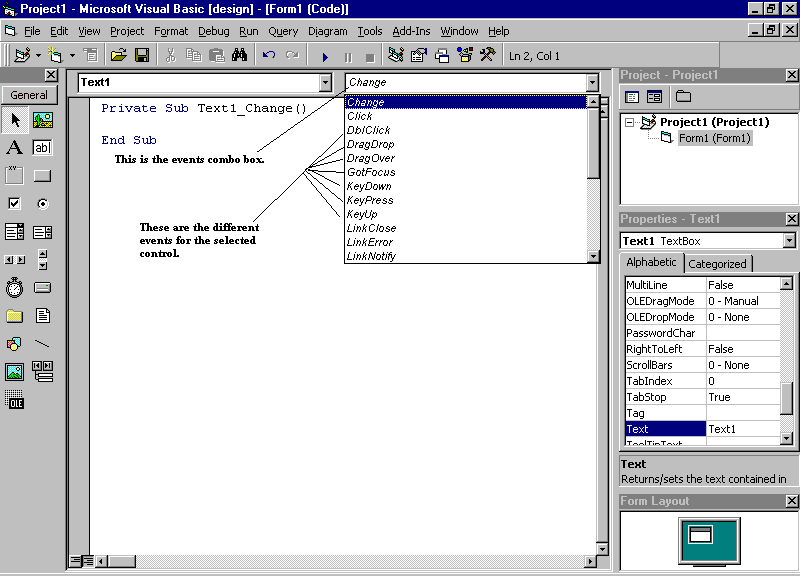 Project1 - Microsoft Visual Basic [design] - [Form1 (Code)]
File Edit View Project Format Debug Run Query Diagram Tools Add-Ins Window Help
Ln 2, Col 1
General
A
ab|
xy
OLE
Text1
Change
Private Sub Text1_Change()
End Sub
This is the events combo box.
These are the different
events for the selected
control.
Change
Click
DblClick
DragDrop
DragOver
GotFocus
KeyDown
KeyPress
KeyUp
LinkClose
LinkError
LinkNotify
Project - Project1
Project1 (Project1)
Form1 (Form1)
Properties - Text1
Text1 TextBox
Alphabetic Categorized
MultiLine False
OLEDragMode 0 - Manual
OLEDropMode 0 - None
PasswordChar
RightToLeft False
ScrollBars 0 - None
TabIndex 0
TabStop True
Tag
Text Text1
ToolTipText
Text
Returns/sets the text contained in
Form Layout